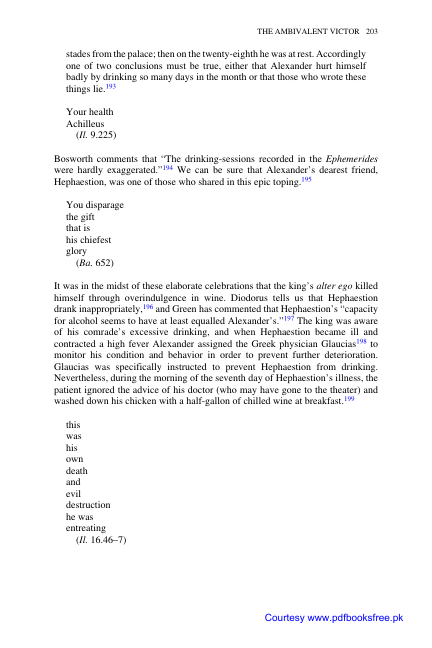 THE AMBIVALENT VICTOR 203
stades from the palace; then on the twenty-eighth he was at rest. Accordingly
one of two conclusions must be true, either that Alexander hurt himself
badly by drinking so many days in the month or that those who wrote these
things lie.193
Your health
Achilleus
(Il. 9.225)
Bosworth comments that “The drinking-sessions recorded in the Ephemerides
were hardly exaggerated.”194 We can be sure that Alexander’s dearest friend,
Hephaestion, was one of those who shared in this epic toping.195
You disparage
the gift
that is
his chiefest
glory
(Ba. 652)
It was in the midst of these elaborate celebrations that the king’s alter ego killed
himself through overindulgence in wine. Diodorus tells us that Hephaestion
drank inappropriately,196 and Green has commented that Hephaestion’s “capacity
for alcohol seems to have at least equalled Alexander’s.”197 The king was aware
of his comrade’s excessive drinking, and when Hephaestion became ill and
contracted a high fever Alexander assigned the Greek physician Glaucias198 to
monitor his condition and behavior in order to prevent further deterioration.
Glaucias was specifically instructed to prevent Hephaestion from drinking.
Nevertheless, during the morning of the seventh day of Hephaestion’s illness, the
patient ignored the advice of his doctor (who may have gone to the theater) and
washed down his chicken with a half-gallon of chilled wine at breakfast.199
this
was
his
own
death
and
evil
destruction
he was
entreating
(Il. 16.46–7)
Courtesy www.pdfbooksfree.pk